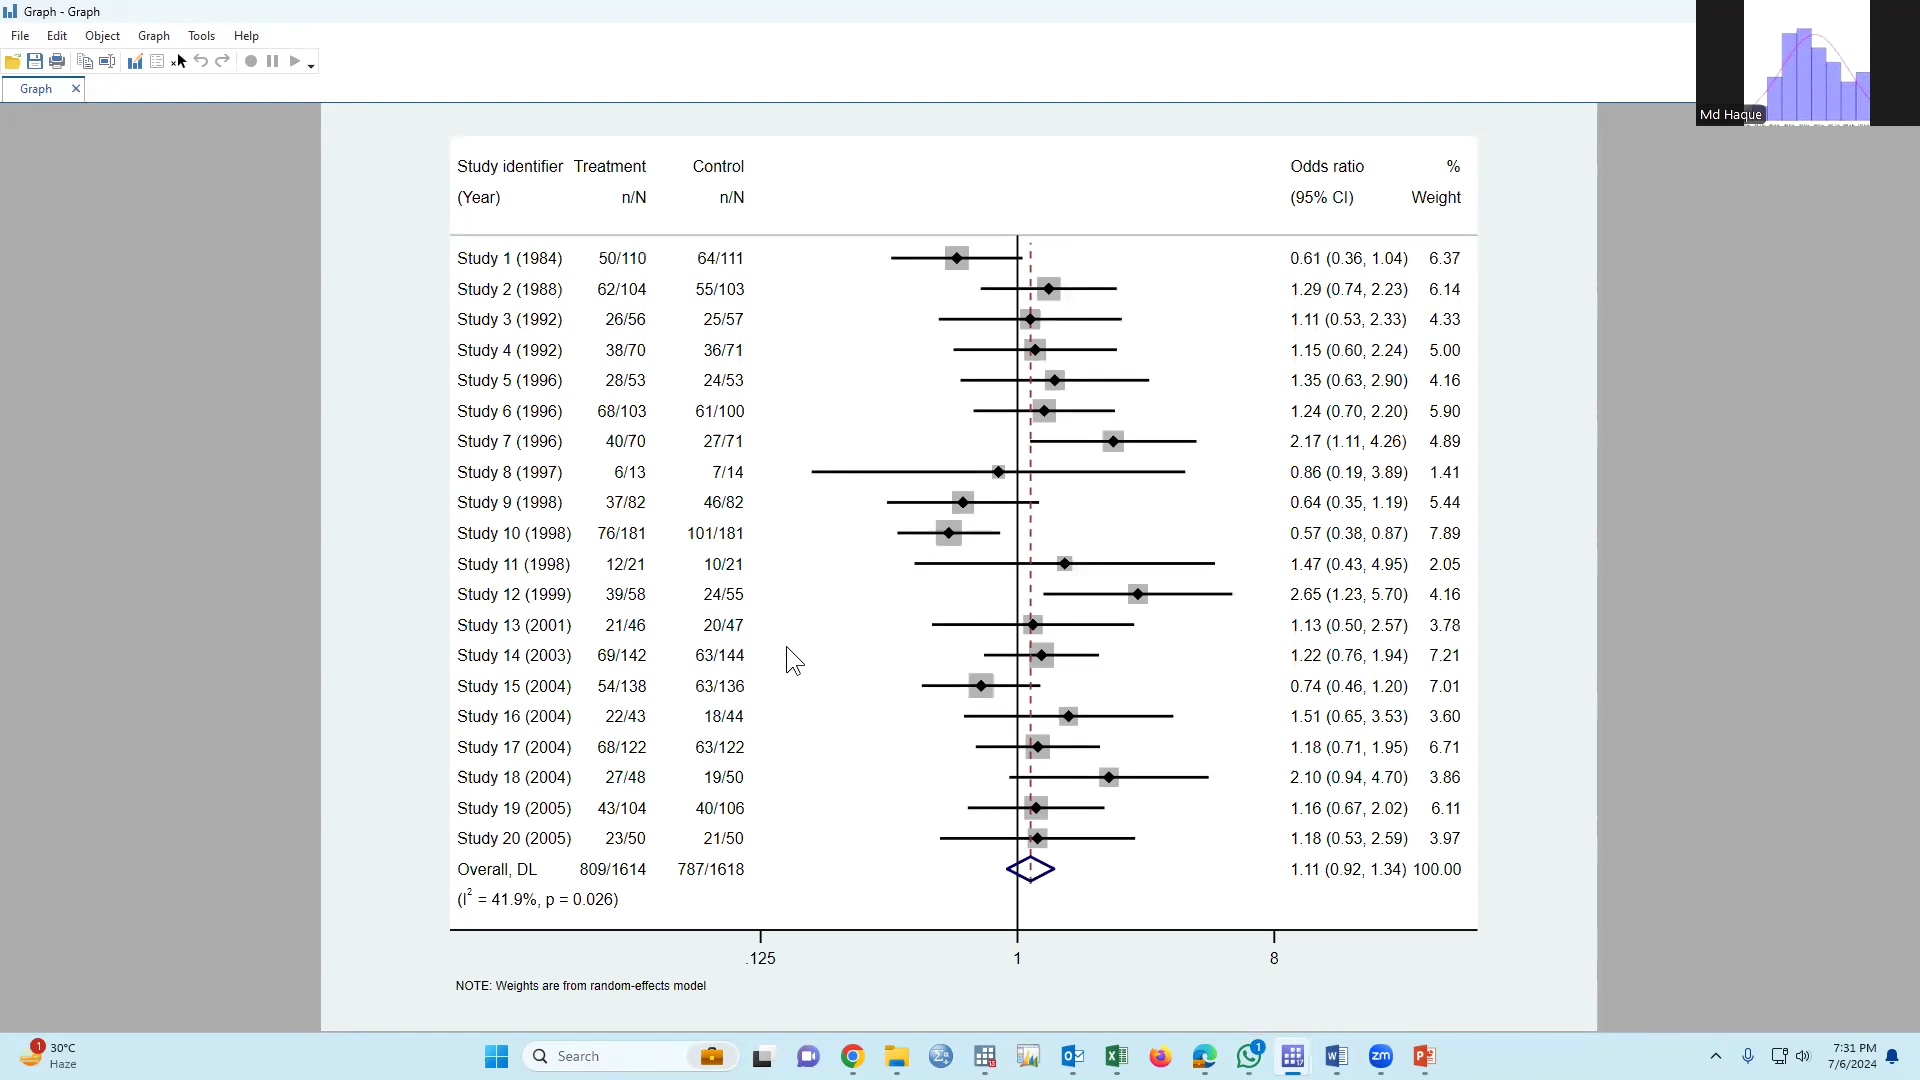 Graph - Graph
File Edit Object Graph Tools Help
Graph ×
Md Haque
Study identifier Treatment Control Odds ratio %
(Year) n/N n/N (95% CI) Weight
Study 1 (1984) 50/110 64/111 0.61 (0.36, 1.04) 6.37
Study 2 (1988) 62/104 55/103 1.29 (0.74, 2.23) 6.14
Study 3 (1992) 26/56 25/57 1.11 (0.53, 2.33) 4.33
Study 4 (1992) 38/70 36/71 1.15 (0.60, 2.24) 5.00
Study 5 (1996) 28/53 24/53 1.35 (0.63, 2.90) 4.16
Study 6 (1996) 68/103 61/100 1.24 (0.70, 2.20) 5.90
Study 7 (1996) 40/70 27/71 2.17 (1.11, 4.26) 4.89
Study 8 (1997) 6/13 7/14 0.86 (0.19, 3.89) 1.41
Study 9 (1998) 37/82 46/82 0.64 (0.35, 1.19) 5.44
Study 10 (1998) 76/181 101/181 0.57 (0.38, 0.87) 7.89
Study 11 (1998) 12/21 10/21 1.47 (0.43, 4.95) 2.05
Study 12 (1999) 39/58 24/55 2.65 (1.23, 5.70) 4.16
Study 13 (2001) 21/46 20/47 1.13 (0.50, 2.57) 3.78
Study 14 (2003) 69/142 63/144 1.22 (0.76, 1.94) 7.21
Study 15 (2004) 54/138 63/136 0.74 (0.46, 1.20) 7.01
Study 16 (2004) 22/43 18/44 1.51 (0.65, 3.53) 3.60
Study 17 (2004) 68/122 63/122 1.18 (0.71, 1.95) 6.71
Study 18 (2004) 27/48 19/50 2.10 (0.94, 4.70) 3.86
Study 19 (2005) 43/104 40/106 1.16 (0.67, 2.02) 6.11
Study 20 (2005) 23/50 21/50 1.18 (0.53, 2.59) 3.97
Overall, DL 809/1614 787/1618 1.11 (0.92, 1.34) 100.00
(I² = 41.9%, p = 0.026)
.125 1 8
NOTE: Weights are from random-effects model
1 30°C
Haze
Search
1
zm
7:31 PM
7/6/2024